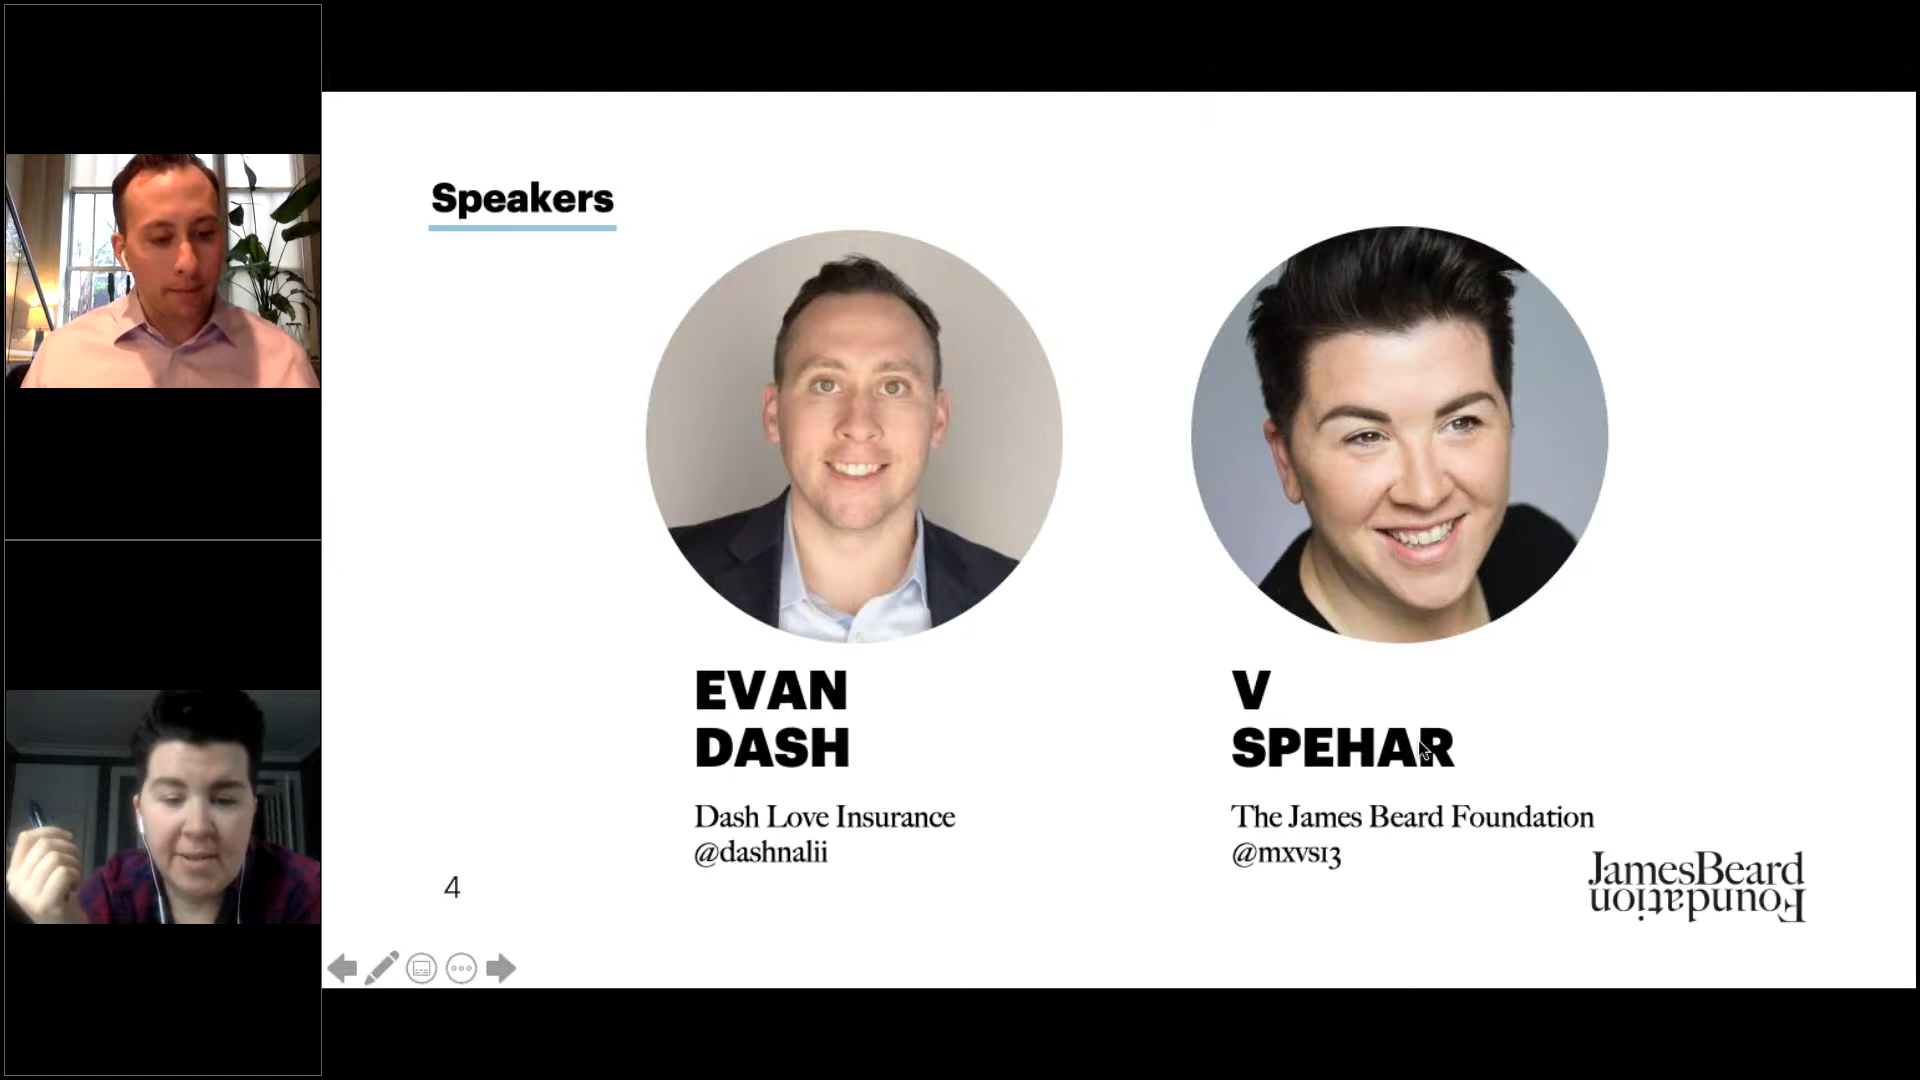 Speakers
EVAN
DASH
Dash Love Insurance
@dashnalii
V
SPEHAR
The James Beard Foundation
@mxvs13
4
JamesBeard
Foundation